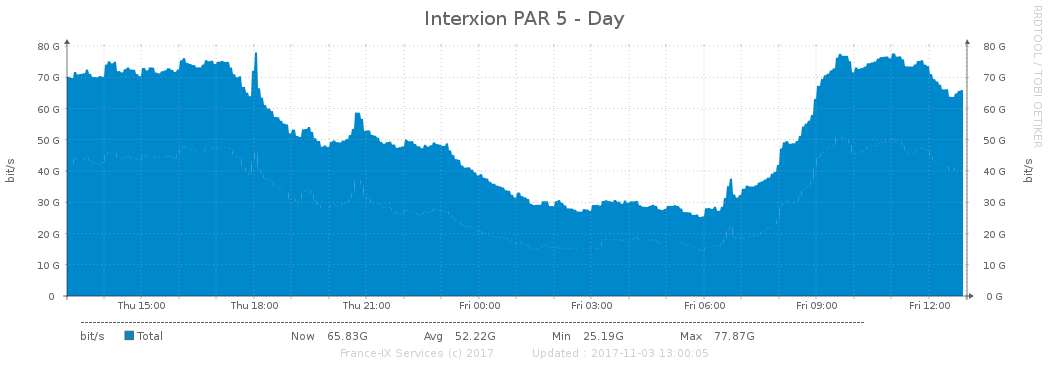 Interxion PAR 5 - Day
RRDTOOL / TOBI OETIKER
80 G 80 G
70 G 70 G
60 G 60 G
50 G 50 G
40 G 40 G
30 G 30 G
20 G 20 G
10 G 10 G
0 0 G
bit/s bit/s
Thu 15:00 Thu 18:00 Thu 21:00 Fri 00:00 Fri 03:00 Fri 06:00 Fri 09:00 Fri 12:00
bit/s Total Now 65.83G Avg 52.22G Min 25.19G Max 77.87G
France-IX Services (c) 2017 Updated : 2017-11-03 13:00:05